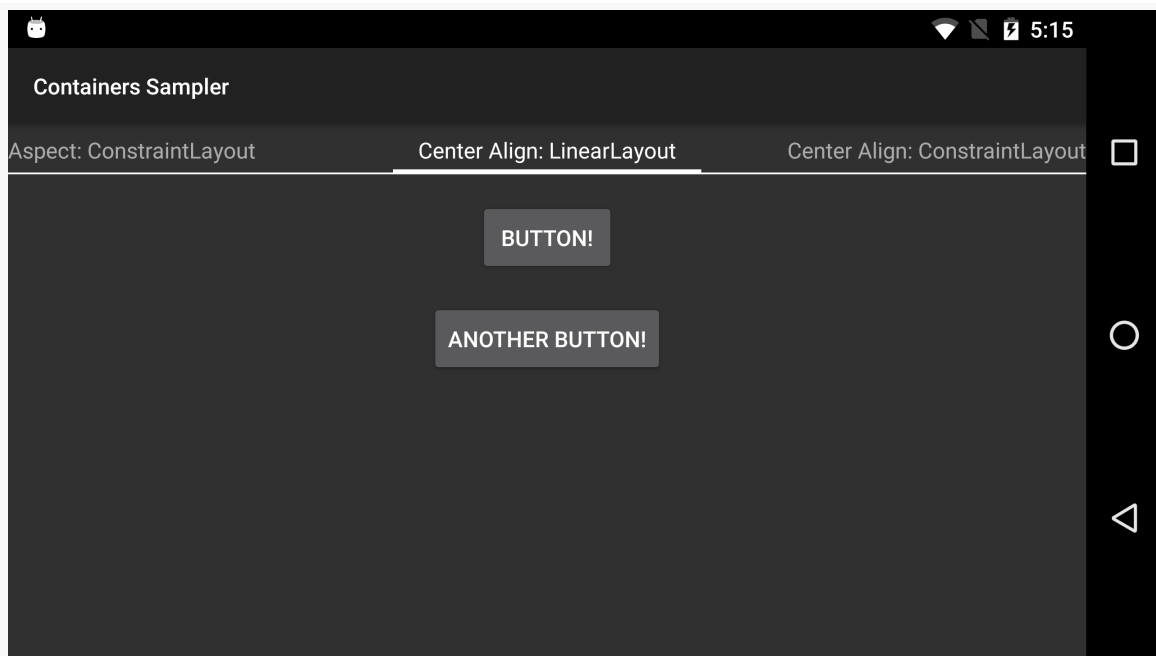 5:15
Containers Sampler
Aspect: ConstraintLayout
Center Align: LinearLayout
Center Align: ConstraintLayout
BUTTON!
ANOTHER BUTTON!